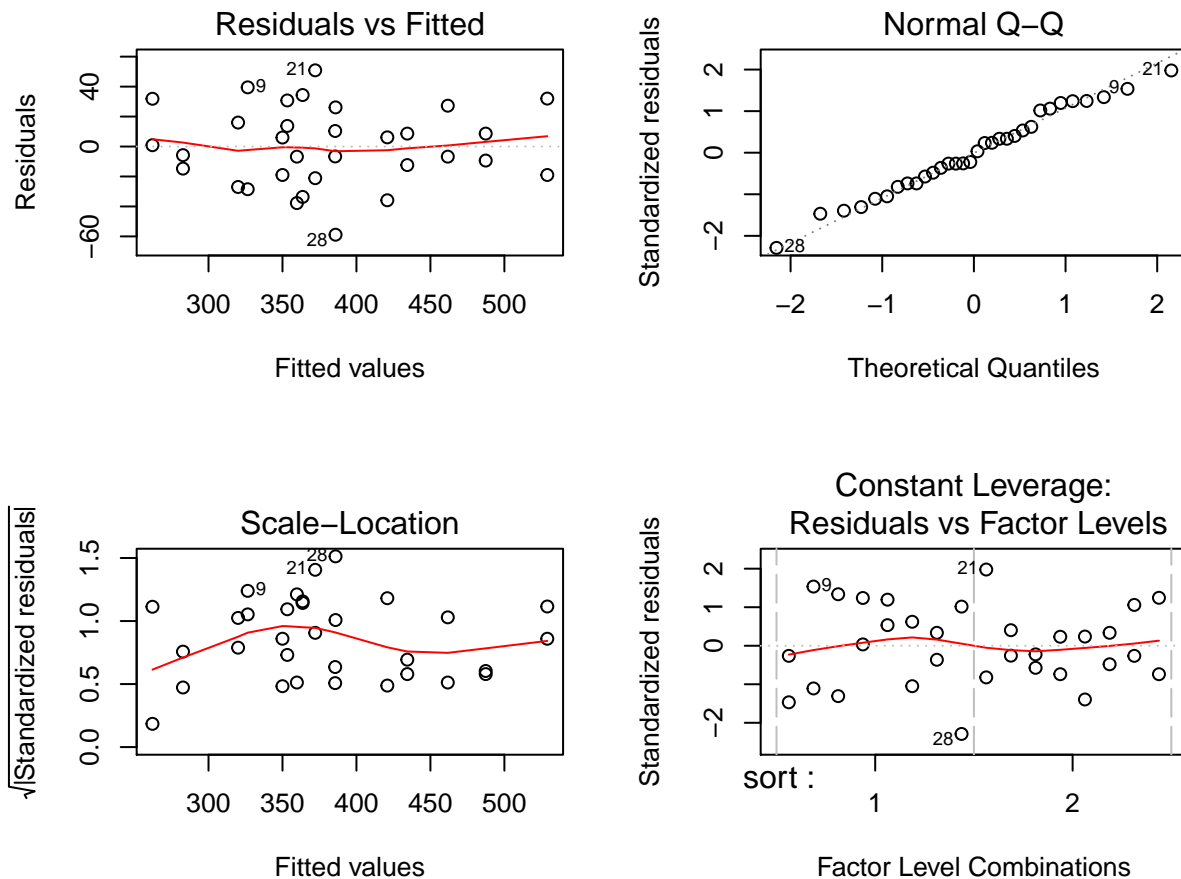 Residuals vs Fitted
Residuals
40
0
−60
21
9
28
300 350 400 450 500
Fitted values
Normal Q−Q
Standardized residuals
2
1
0
−2
21
9
28
−2 −1 0 1 2
Theoretical Quantiles
Scale−Location
√|Standardized residuals|
1.5
1.0
0.5
0.0
28
21
9
300 350 400 450 500
Fitted values
Constant Leverage:
Residuals vs Factor Levels
Standardized residuals
2
1
0
−2
21
9
28
sort :
1 2
Factor Level Combinations